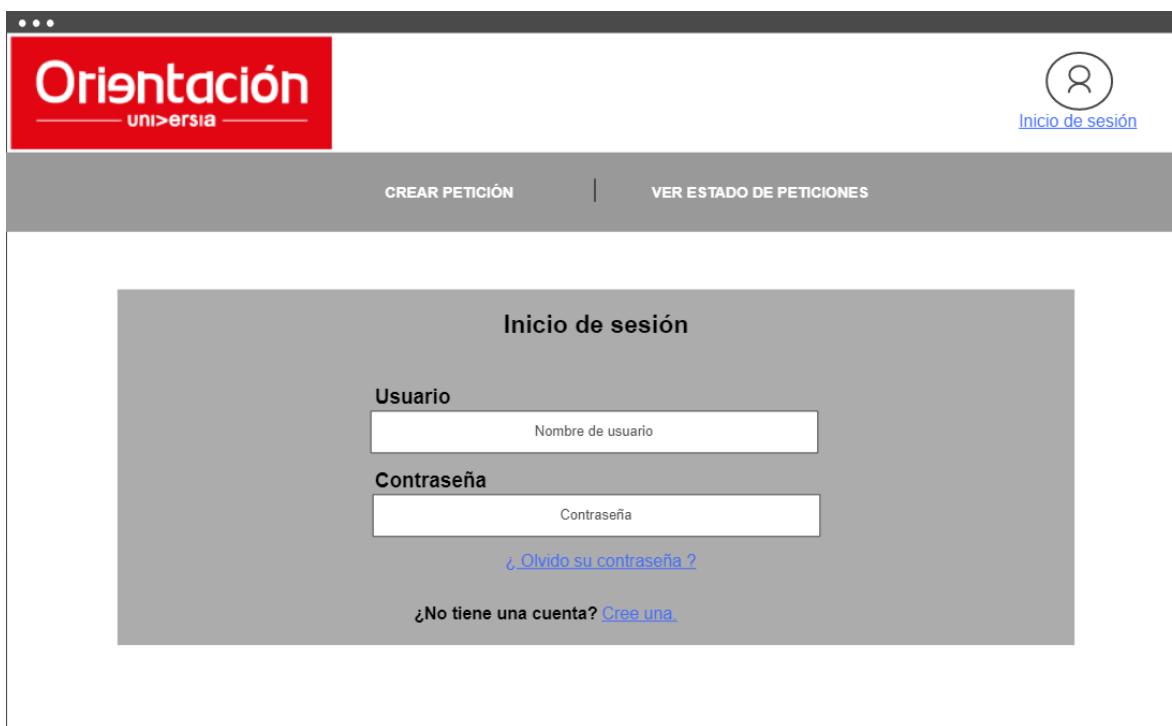 Orientación
uni>ersia
Inicio de sesión
CREAR PETICIÓN | VER ESTADO DE PETICIONES
Inicio de sesión
Usuario
Nombre de usuario
Contraseña
Contraseña
¿ Olvido su contraseña ?
¿No tiene una cuenta? Cree una.